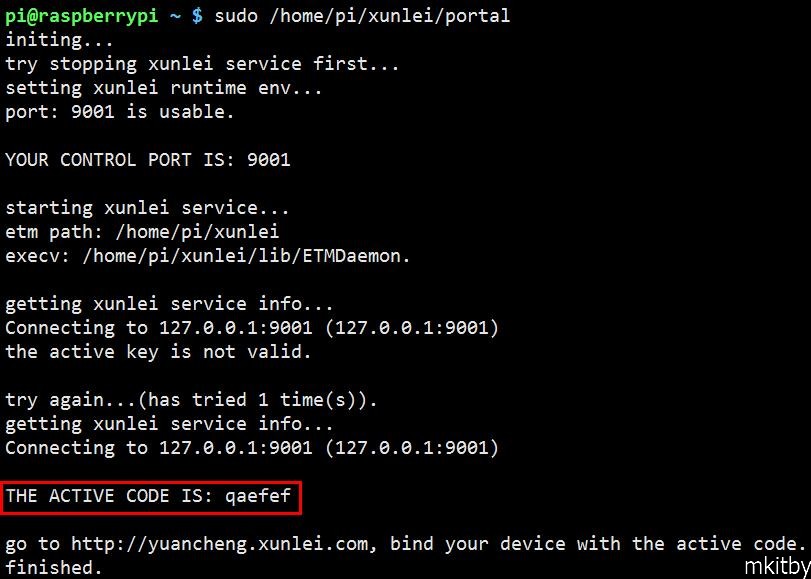 pi@raspberrypi ~ $ sudo /home/pi/xunlei/portal
initing...
try stopping xunlei service first...
setting xunlei runtime env...
port: 9001 is usable.
YOUR CONTROL PORT IS: 9001
starting xunlei service...
etm path: /home/pi/xunlei
execv: /home/pi/xunlei/lib/ETMDaemon.
getting xunlei service info...
Connecting to 127.0.0.1:9001 (127.0.0.1:9001)
the active key is not valid.
try again...(has tried 1 time(s)).
getting xunlei service info...
Connecting to 127.0.0.1:9001 (127.0.0.1:9001)
THE ACTIVE CODE IS: qaefef
go to http://yuancheng.xunlei.com, bind your device with the active code.
finished.
mkitby